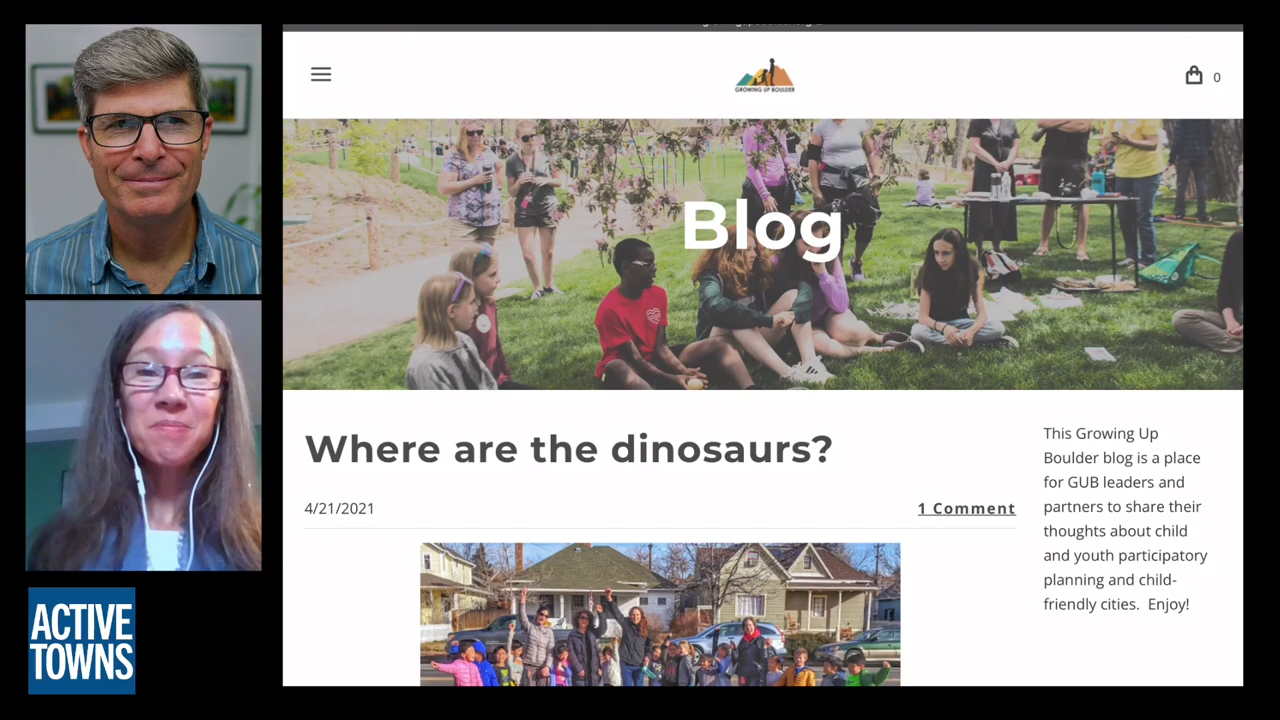 GROWING UP BOULDER
0
Blog
Where are the dinosaurs?
4/21/2021
1 Comment
This Growing Up
Boulder blog is a place
for GUB leaders and
partners to share their
thoughts about child
and youth participatory
planning and child-
friendly cities. Enjoy!
ACTIVE
TOWNS